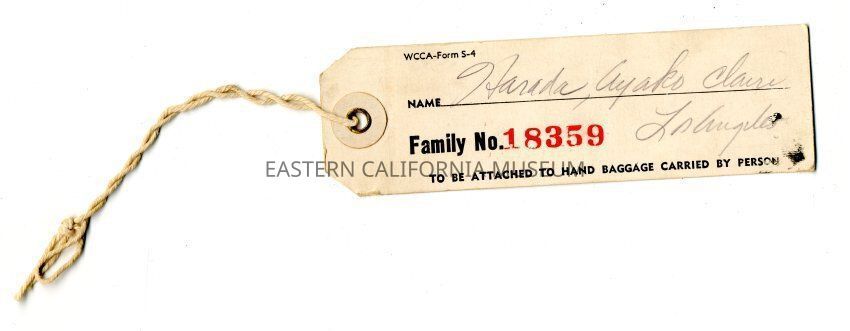 WCCA-Form S-4
NAME Harada, Ayako Claire
Los Angeles
Family No. 18359
EASTERN CALIFORNIA MUSEUM
TO BE ATTACHED TO HAND BAGGAGE CARRIED BY PERSON